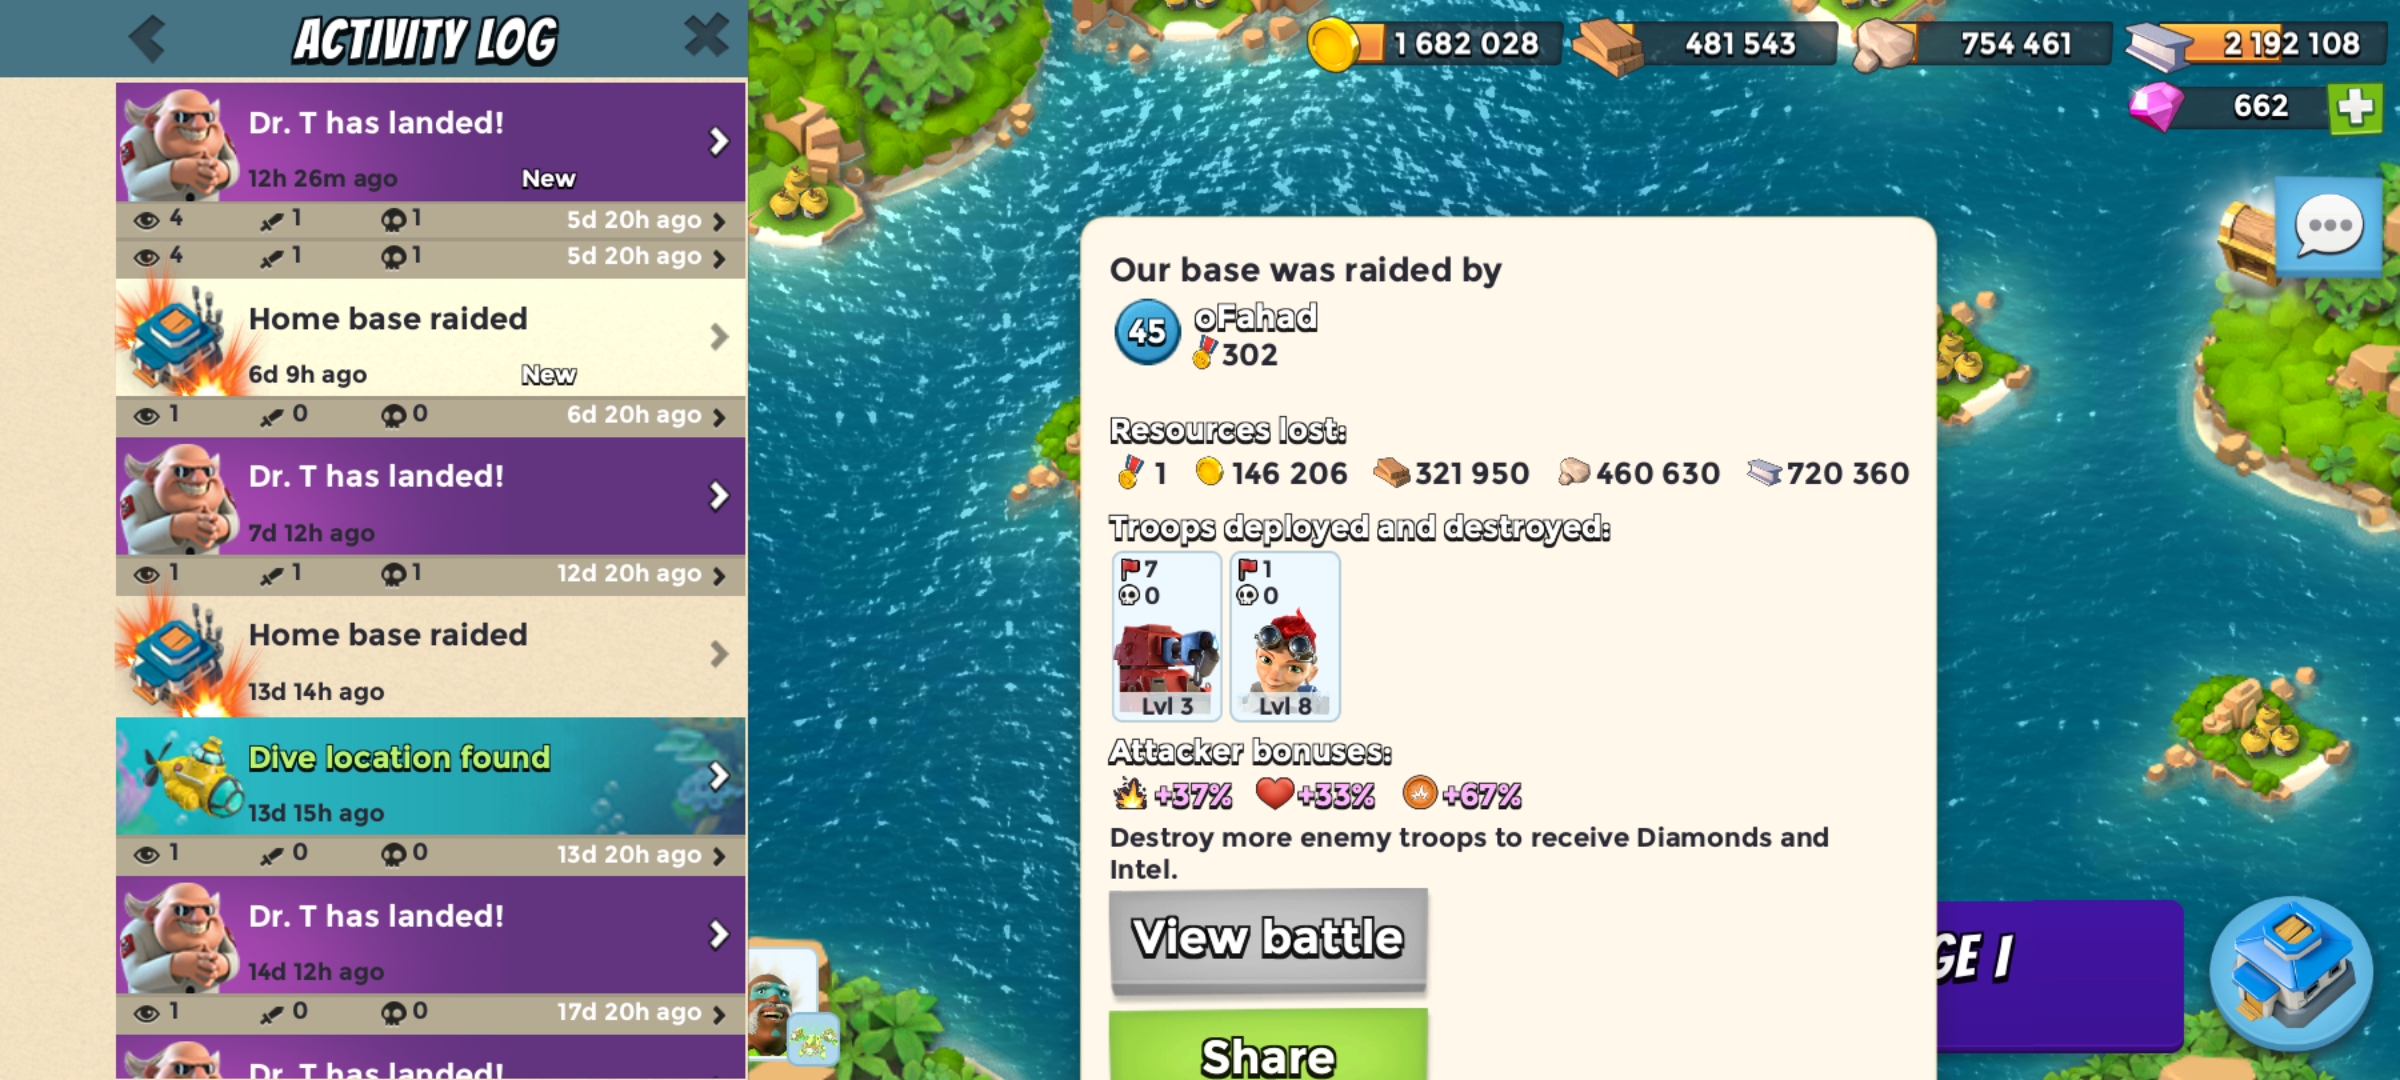 ACTIVITY LOG
Dr. T has landed!
12h 26m ago
New
4 1 1 5d 20h ago
4 1 1 5d 20h ago
Home base raided
6d 9h ago
New
1 0 0 6d 20h ago
Dr. T has landed!
7d 12h ago
1 1 1 12d 20h ago
Home base raided
13d 14h ago
Dive location found
13d 15h ago
1 0 0 13d 20h ago
Dr. T has landed!
14d 12h ago
1 0 0 17d 20h ago
Dr. T has landed!
1 682 028
481 543
754 461
2 192 108
662
Our base was raided by
45
oFahad
302
Resources lost:
1 146 206 321 950 460 630 720 360
Troops deployed and destroyed:
7 1
0 0
Lvl 3 Lvl 8
Attacker bonuses:
+37% +33% +67%
Destroy more enemy troops to receive Diamonds and
Intel.
View battle
Share
GE I